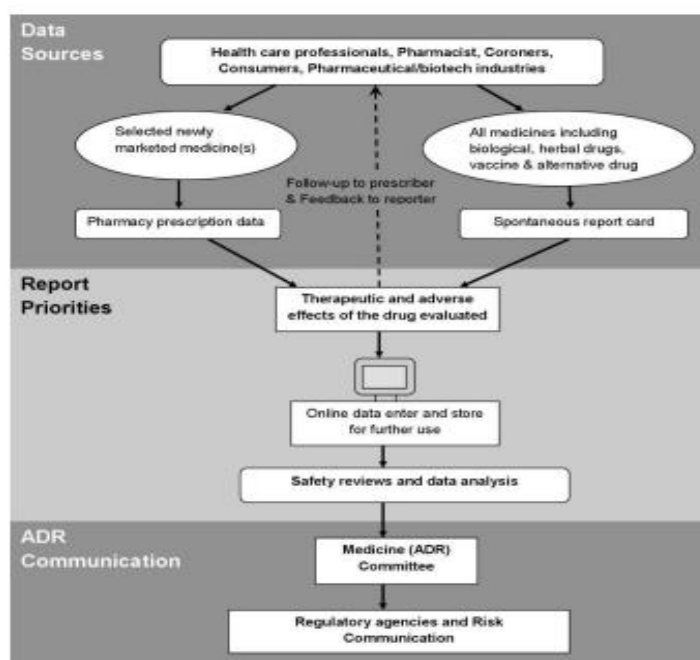 Data
Sources
Health care professionals, Pharmacist, Coroners,
Consumers, Pharmaceutical/biotech industries
Selected newly
marketed medicine(s)
All medicines including
biological, herbal drugs,
vaccine & alternative drug
Follow-up to prescriber
& Feedback to reporter
Pharmacy prescription data
Spontaneous report card
Report
Priorities
Therapeutic and adverse
effects of the drug evaluated
Online data enter and store
for further use
Safety reviews and data analysis
ADR
Communication
Medicine (ADR)
Committee
Regulatory agencies and Risk
Communication